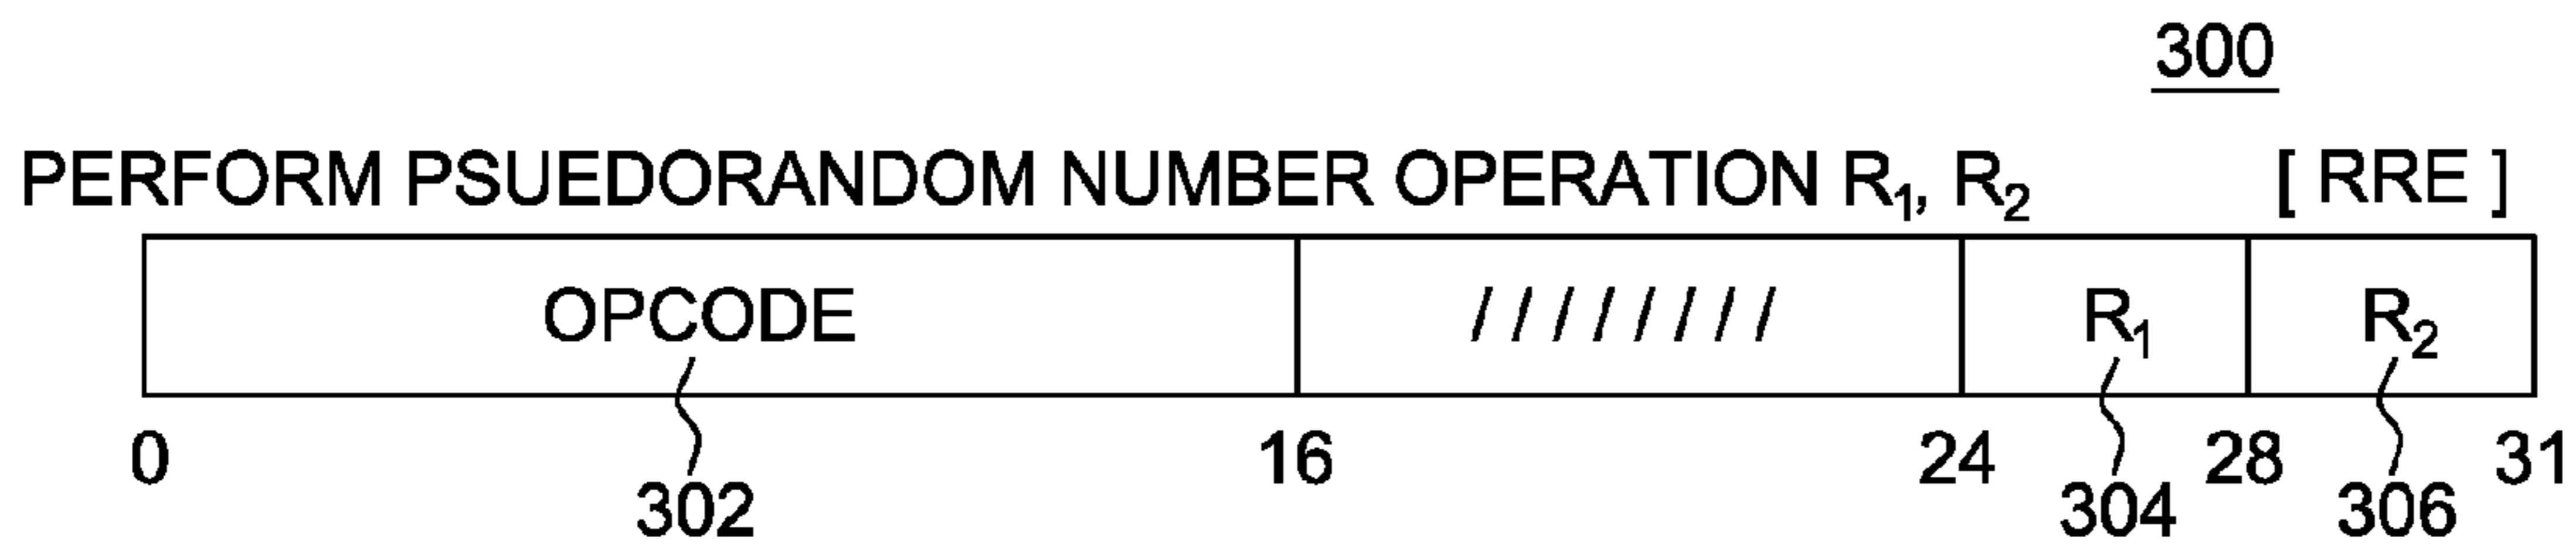 300
PERFORM PSUEDORANDOM NUMBER OPERATION R₁, R₂ [ RRE ]
OPCODE / / / / / / / / R₁ R₂
0 16 24 28 31
302 304 306